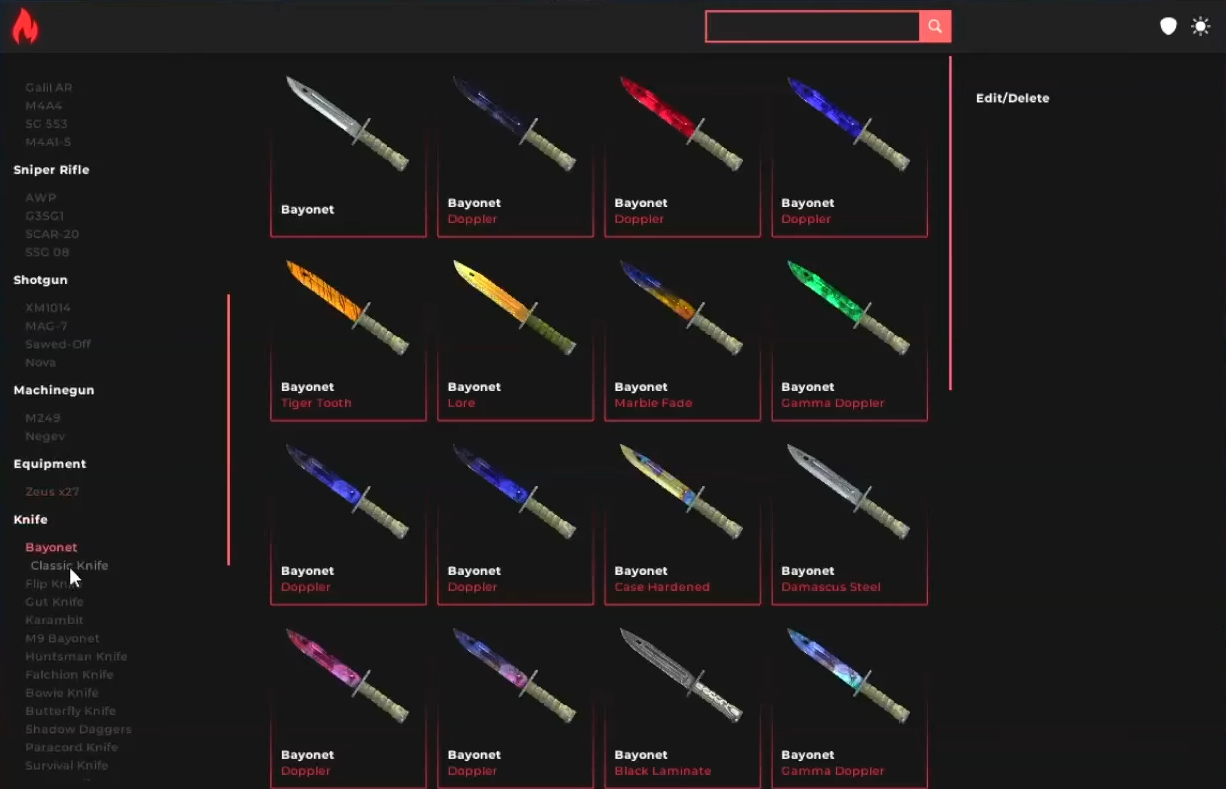 Edit/Delete
Galil AR
M4A4
SG 553
M4A1-S
Sniper Rifle
AWP
G3SG1
SCAR-20
SSG 08
Shotgun
XM1014
MAG-7
Sawed-Off
Nova
Machinegun
M249
Negev
Equipment
Zeus x27
Knife
Bayonet
Classic Knife
Flip Knife
Gut Knife
Karambit
M9 Bayonet
Huntsman Knife
Falchion Knife
Bowie Knife
Butterfly Knife
Shadow Daggers
Paracord Knife
Survival Knife
Bayonet
Bayonet
Doppler
Bayonet
Doppler
Bayonet
Doppler
Bayonet
Tiger Tooth
Bayonet
Lore
Bayonet
Marble Fade
Bayonet
Gamma Doppler
Bayonet
Doppler
Bayonet
Doppler
Bayonet
Case Hardened
Bayonet
Damascus Steel
Bayonet
Doppler
Bayonet
Doppler
Bayonet
Black Laminate
Bayonet
Gamma Doppler